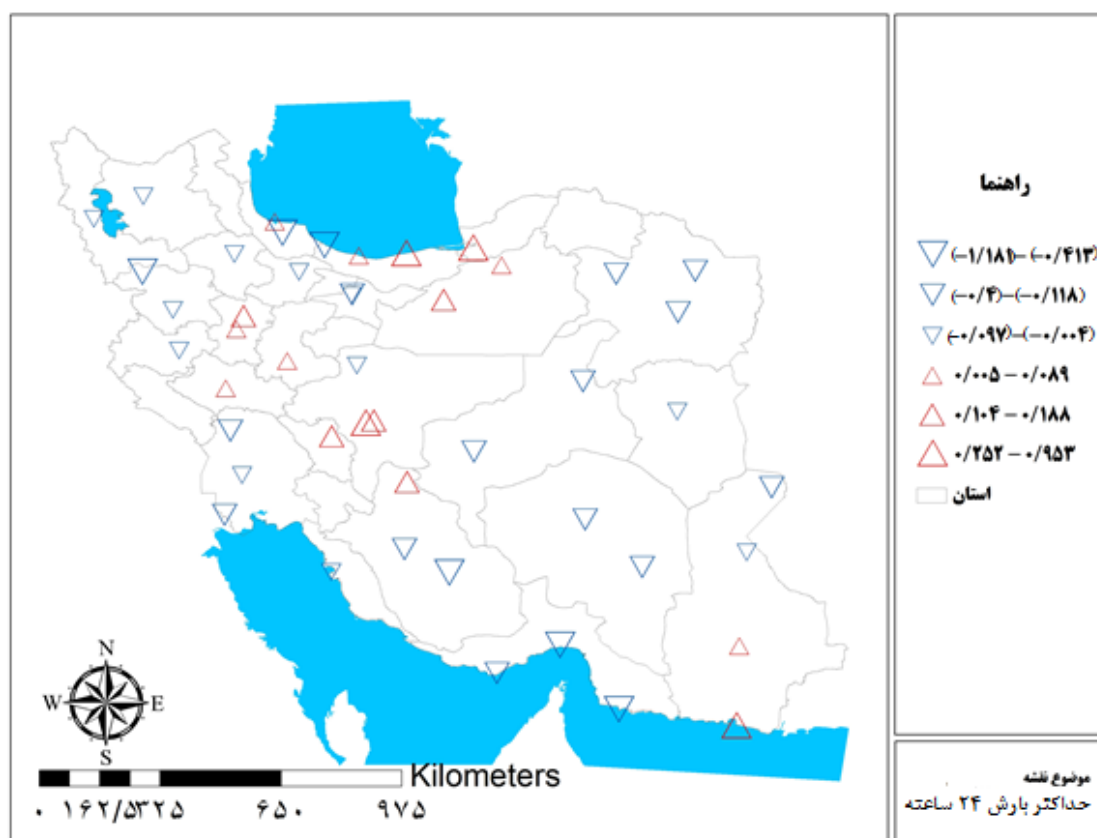 راهنما
(-۱/۱۸۱)-(-۰/۴۱۳)
(-۰/۴)-(-۰/۱۱۸)
(-۰/۰۹۷)-(-۰/۰۰۴)
۰/۰۰۵ - ۰/۰۸۹
۰/۱۰۴ - ۰/۱۸۸
۰/۲۵۲ - ۰/۹۵۳
استان
N
W E
S
Kilometers
۰ ۱۶۲/۵ ۳۲۵ ۶۵۰ ۹۷۵
موضوع نقشه
حداکثر بارش ۲۴ ساعته